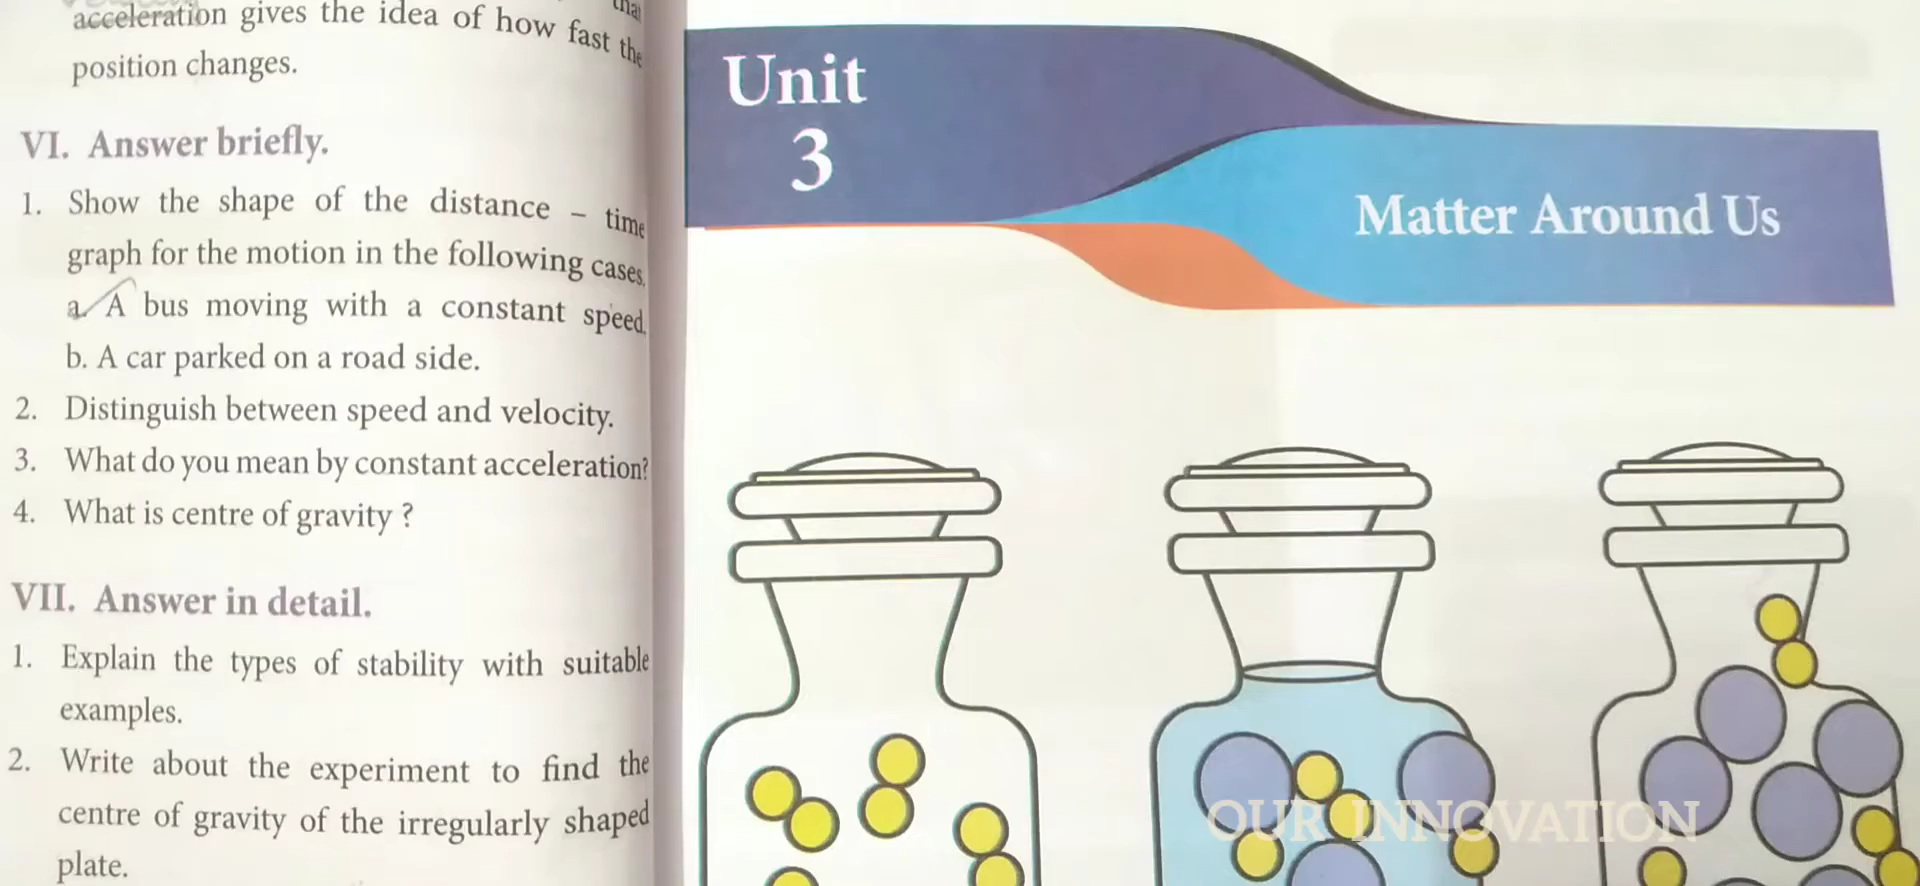 acceleration gives the idea of how fast the
position changes.
VI. Answer briefly.
1. Show the shape of the distance – time
graph for the motion in the following cases.
a. A bus moving with a constant speed.
b. A car parked on a road side.
2. Distinguish between speed and velocity.
3. What do you mean by constant acceleration?
4. What is centre of gravity ?
VII. Answer in detail.
1. Explain the types of stability with suitable
examples.
2. Write about the experiment to find the
centre of gravity of the irregularly shaped
plate.
Unit
3
Matter Around Us
OUR INNOVATION